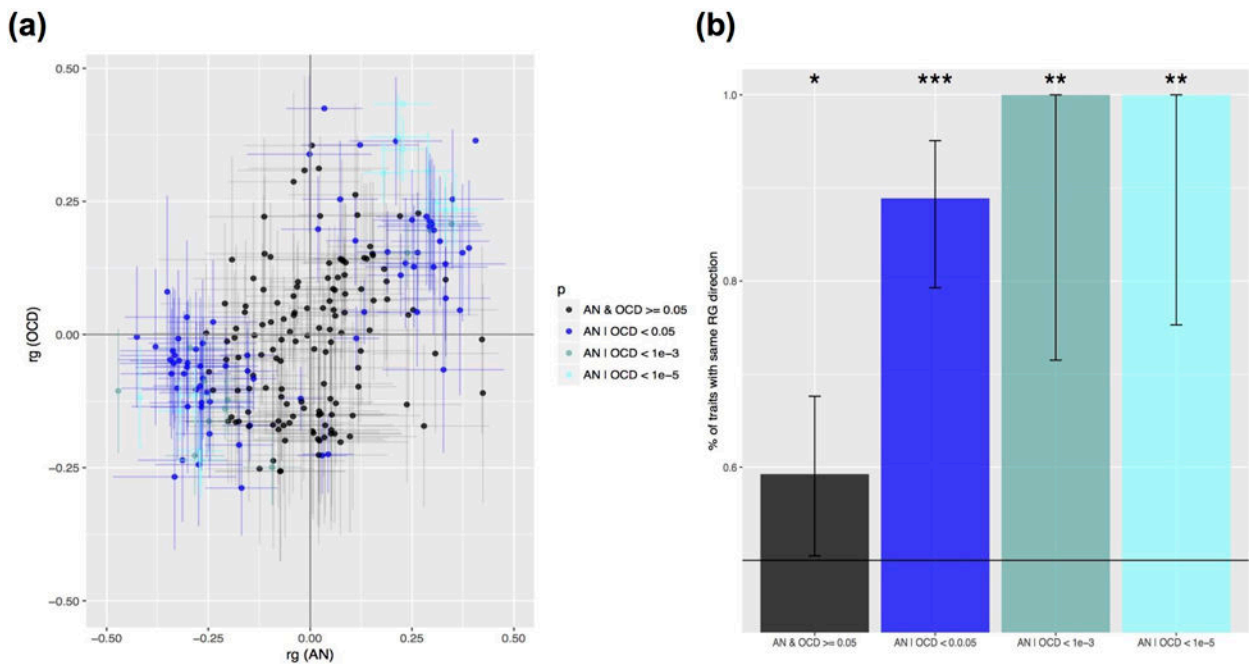 (a)
(b)
0.50
0.25
0.00
−0.25
−0.50
rg (OCD)
−0.50 −0.25 0.00 0.25 0.50
rg (AN)
p
AN & OCD >= 0.05
AN | OCD < 0.05
AN | OCD < 1e−3
AN | OCD < 1e−5
* *** ** **
1.0
0.8
0.6
% of traits with same RG direction
AN & OCD >= 0.05 AN | OCD < 0.0.05 AN | OCD < 1e−3 AN | OCD < 1e−5